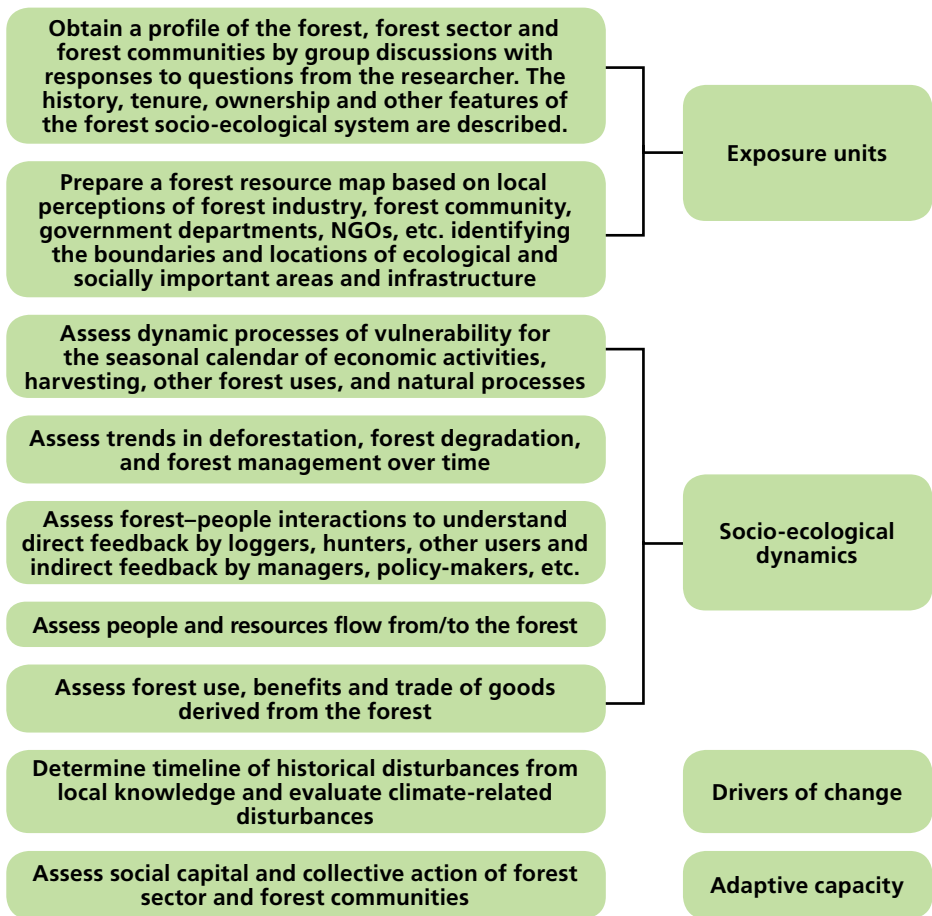 Obtain a profile of the forest, forest sector and
forest communities by group discussions with
responses to questions from the researcher. The
history, tenure, ownership and other features of
the forest socio-ecological system are described.
Exposure units
Prepare a forest resource map based on local
perceptions of forest industry, forest community,
government departments, NGOs, etc. identifying
the boundaries and locations of ecological and
socially important areas and infrastructure
Assess dynamic processes of vulnerability for
the seasonal calendar of economic activities,
harvesting, other forest uses, and natural processes
Assess trends in deforestation, forest degradation,
and forest management over time
Assess forest–people interactions to understand
direct feedback by loggers, hunters, other users and
indirect feedback by managers, policy-makers, etc.
Socio-ecological
dynamics
Assess people and resources flow from/to the forest
Assess forest use, benefits and trade of goods
derived from the forest
Determine timeline of historical disturbances from
local knowledge and evaluate climate-related
disturbances
Drivers of change
Assess social capital and collective action of forest
sector and forest communities
Adaptive capacity